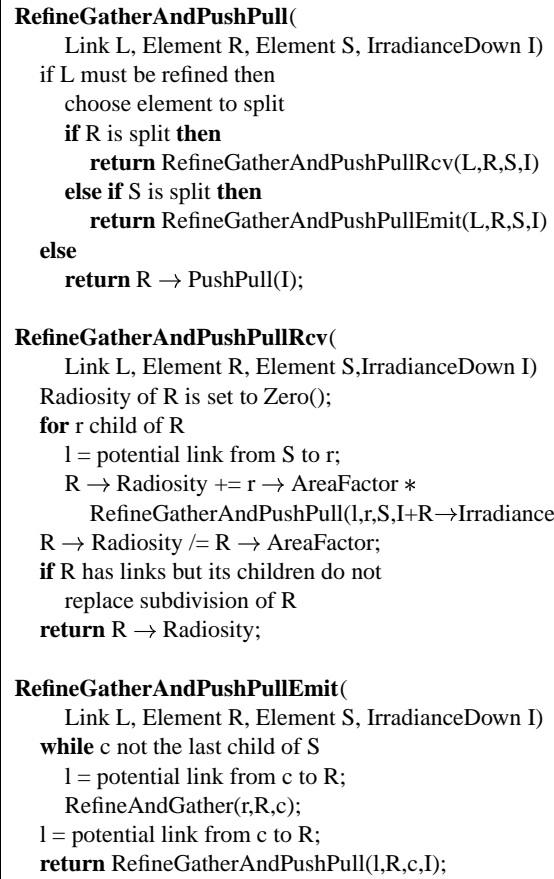 RefineGatherAndPushPull(
Link L, Element R, Element S, IrradianceDown I)
if L must be refined then
choose element to split
if R is split then
return RefineGatherAndPushPullRcv(L,R,S,I)
else if S is split then
return RefineGatherAndPushPullEmit(L,R,S,I)
else
return R → PushPull(I);
RefineGatherAndPushPullRcv(
Link L, Element R, Element S,IrradianceDown I)
Radiosity of R is set to Zero();
for r child of R
l = potential link from S to r;
R → Radiosity += r → AreaFactor ∗
RefineGatherAndPushPull(l,r,S,I+R→Irradiance
R → Radiosity /= R → AreaFactor;
if R has links but its children do not
replace subdivision of R
return R → Radiosity;
RefineGatherAndPushPullEmit(
Link L, Element R, Element S, IrradianceDown I)
while c not the last child of S
l = potential link from c to R;
RefineAndGather(r,R,c);
l = potential link from c to R;
return RefineGatherAndPushPull(l,R,c,I);